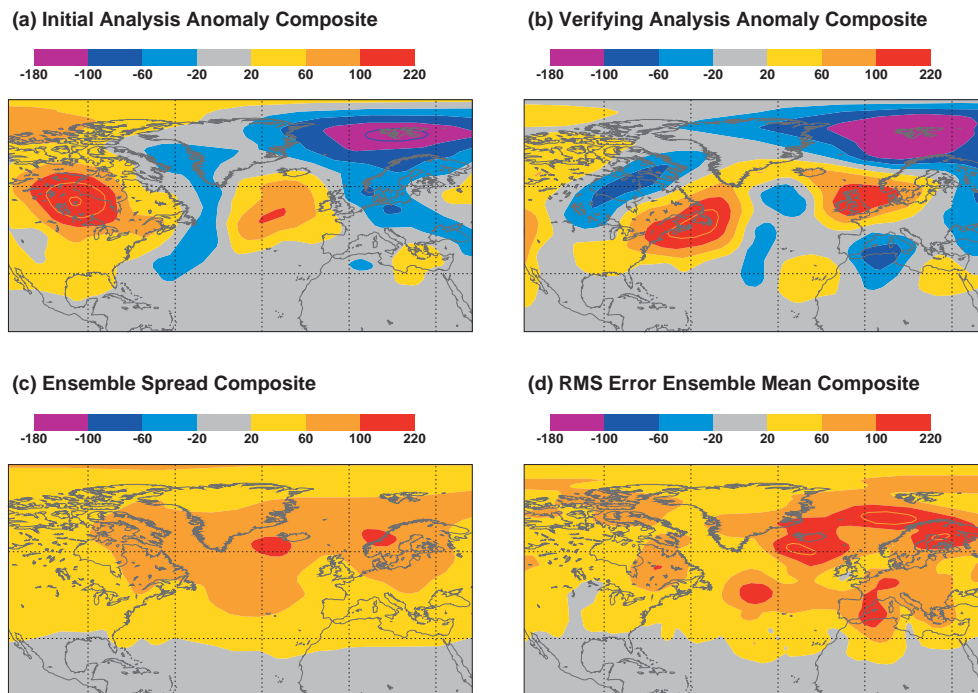 (a) Initial Analysis Anomaly Composite
-180 -100 -60 -20 20 60 100 220
(b) Verifying Analysis Anomaly Composite
-180 -100 -60 -20 20 60 100 220
(c) Ensemble Spread Composite
-180 -100 -60 -20 20 60 100 220
(d) RMS Error Ensemble Mean Composite
-180 -100 -60 -20 20 60 100 220